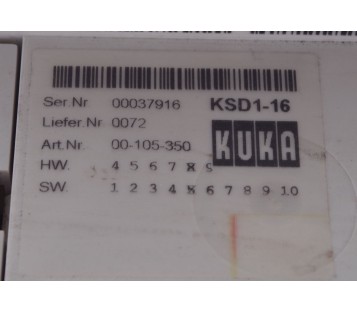 Ser.Nr 00037916 KSD1-16
Liefer.Nr 0072
Art.Nr 00-105-350 KUKA
HW. 4 5 6 7 8 9
SW. 1 2 3 4 5 6 7 8 9 10